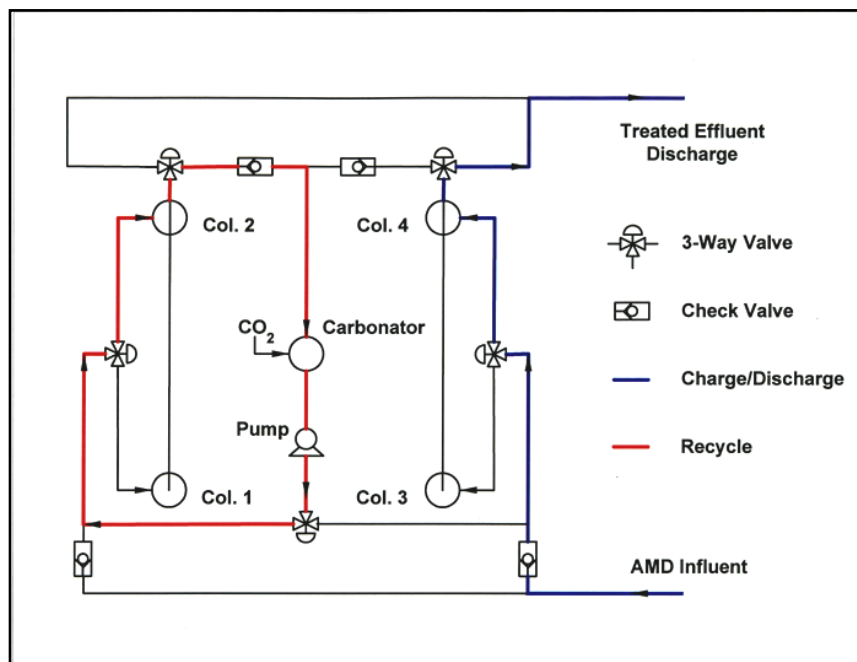 Treated Effluent
Discharge
Col. 2
Col. 4
3-Way Valve
CO2
Carbonator
Check Valve
Charge/Discharge
Pump
Recycle
Col. 1
Col. 3
AMD Influent